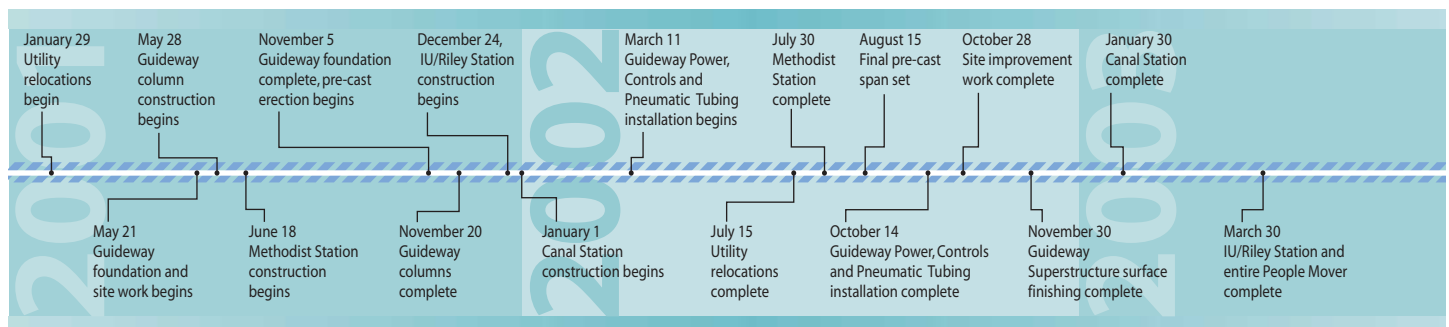 2001
January 29
Utility
relocations
begin
May 28
Guideway
column
construction
begins
November 5
Guideway foundation
complete, pre-cast
erection begins
December 24,
IU/Riley Station
construction
begins
2002
March 11
Guideway Power,
Controls and
Pneumatic Tubing
installation begins
July 30
Methodist
Station
complete
August 15
Final pre-cast
span set
October 28
Site improvement
work complete
2003
January 30
Canal Station
complete
May 21
Guideway
foundation and
site work begins
June 18
Methodist Station
construction
begins
November 20
Guideway
columns
complete
January 1
Canal Station
construction begins
July 15
Utility
relocations
complete
October 14
Guideway Power, Controls
and Pneumatic Tubing
installation complete
November 30
Guideway
Superstructure surface
finishing complete
March 30
IU/Riley Station and
entire People Mover
complete